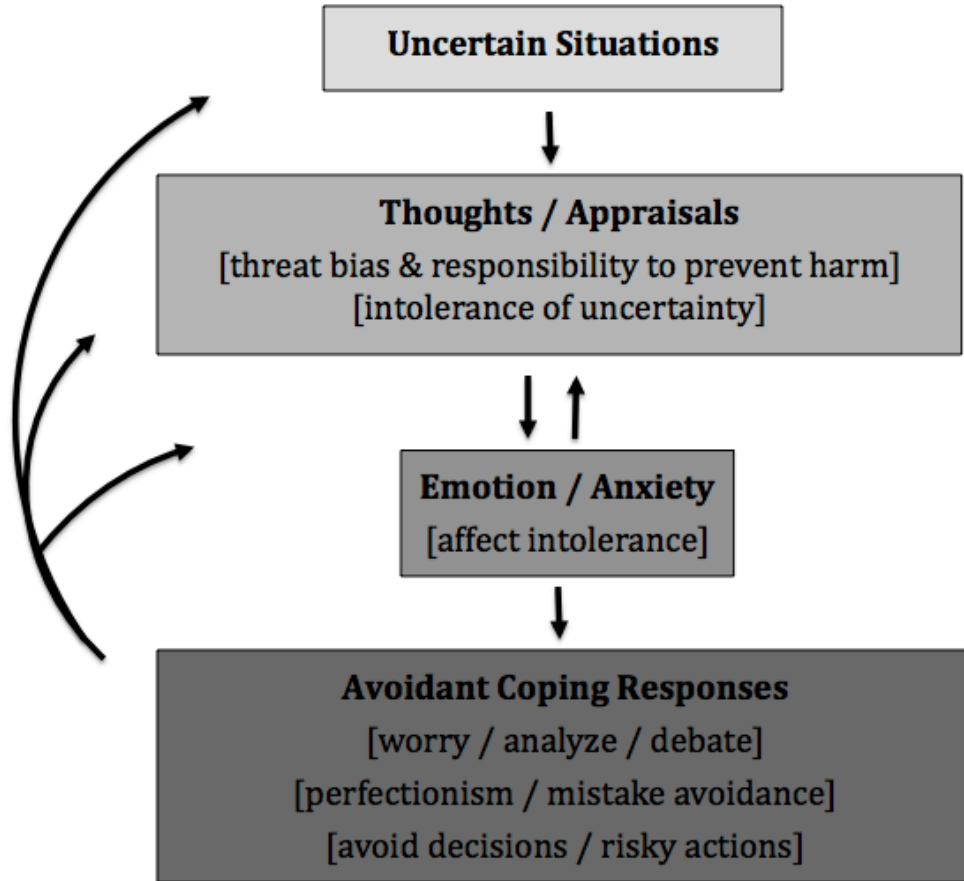 Uncertain Situations
Thoughts / Appraisals
[threat bias & responsibility to prevent harm]
[intolerance of uncertainty]
Emotion / Anxiety
[affect intolerance]
Avoidant Coping Responses
[worry / analyze / debate]
[perfectionism / mistake avoidance]
[avoid decisions / risky actions]